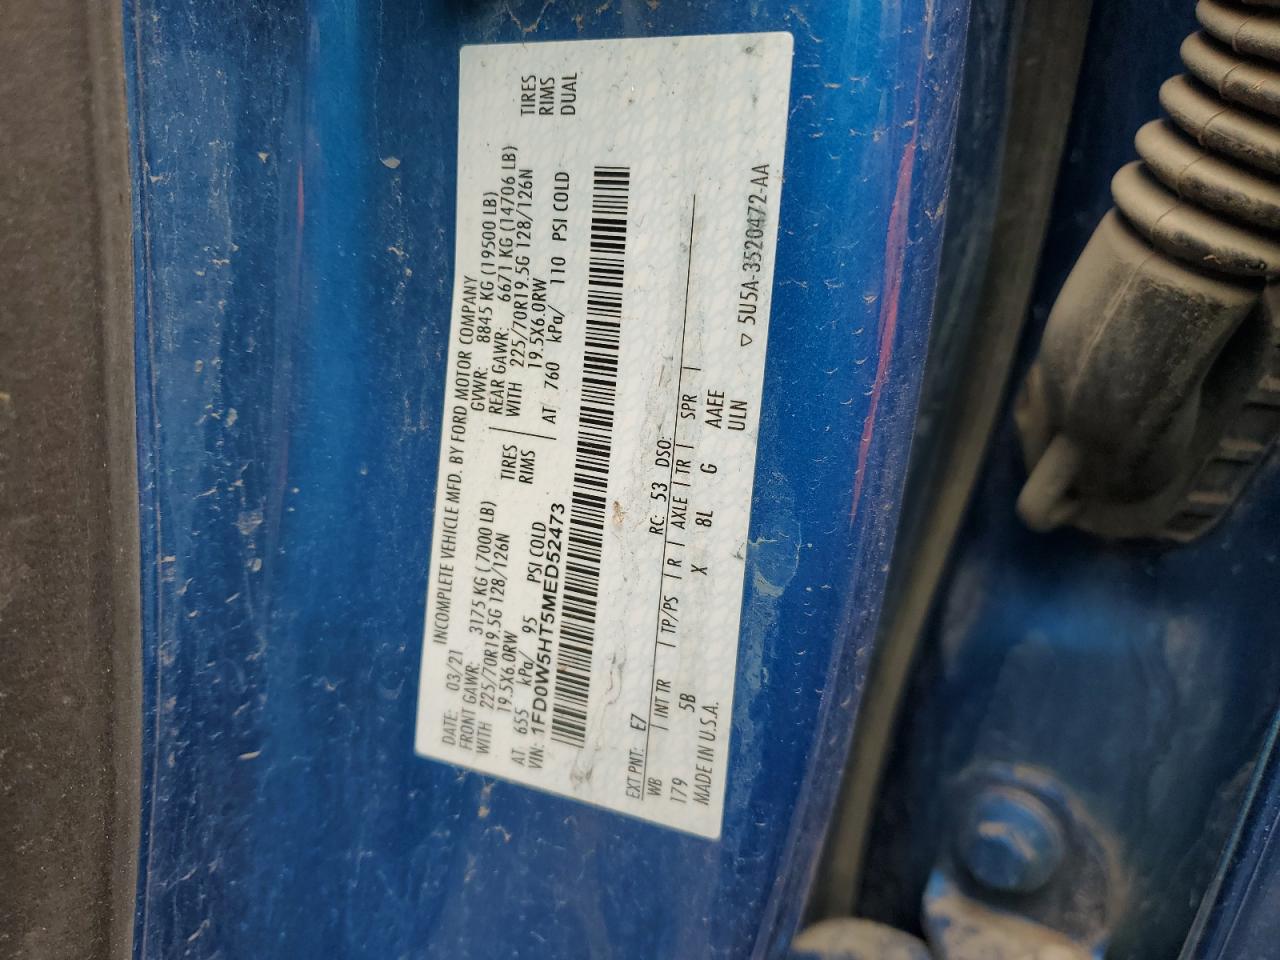 INCOMPLETE VEHICLE MFD. BY FORD MOTOR COMPANY
DATE: 03/21 GVWR: 8845 KG (19500 LB)
FRONT GAWR: 3175 KG (7000 LB) REAR GAWR: 6671 KG (14706 LB)
WITH 225/70R19.5G 128/126N TIRES WITH 225/70R19.5G 128/126N TIRES
19.5X6.0RW RIMS 19.5X6.0RW RIMS
AT 655 kPa/ 95 PSI COLD AT 760 kPa/ 110 PSI COLD DUAL
VIN: 1FD0W5HT5MED52473
EXT PNT: E7 RC: 53 DSO:
WB INT TR TP/PS R AXLE TR SPR
179 5B X 8L G AAEE
MADE IN U.S.A. ULN
▽ 5U5A-3520472-AA